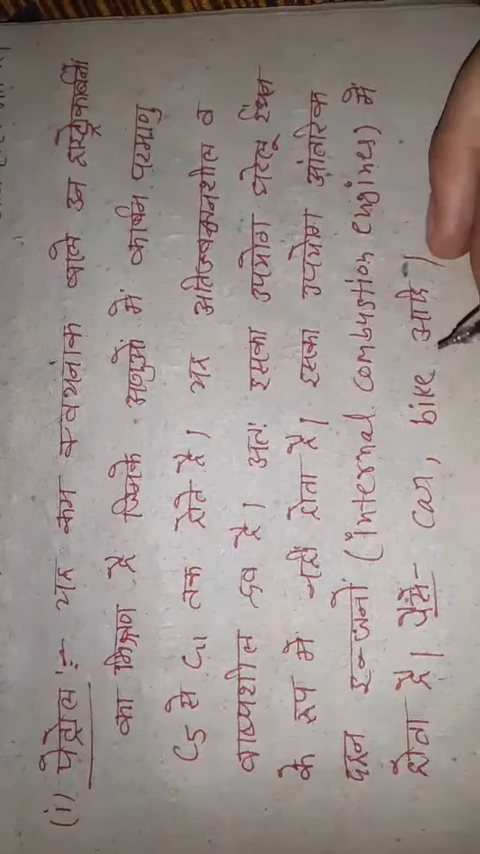 (i) पेट्रोल :- यह कम क्वथनांक वाले उन हाइड्रोकार्बनों
का मिश्रण है जिनके अणुओं में कार्बन परमाणु
C5 से C11 तक होते हैं। यह अतिज्वलनशील व
वाष्पशील द्रव है। अतः इसका उपयोग घरेलू ईंधन
के रूप में नहीं होता है। इसका उपयोग आंतरिक
दहन इन्जनों (internal combustion engines) में
होता है। जैसे- car, bike आदि।